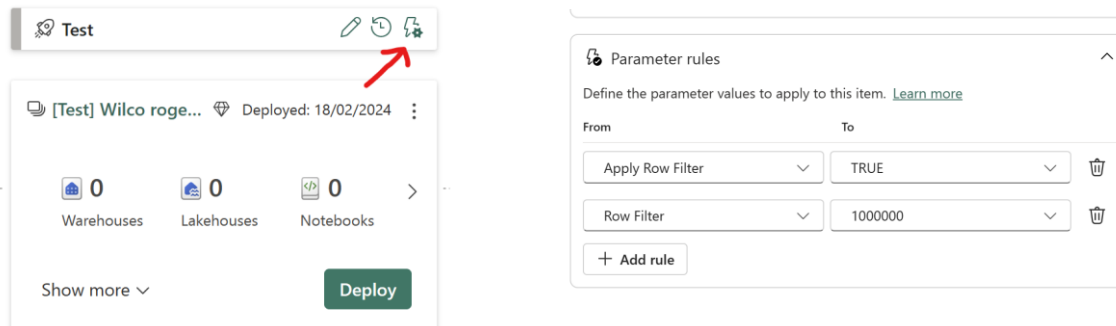 Test
[Test] Wilco roge... Deployed: 18/02/2024
0 0 0
Warehouses Lakehouses Notebooks
Show more
Deploy
Parameter rules
Define the parameter values to apply to this item. Learn more
From To
Apply Row Filter TRUE
Row Filter 1000000
+ Add rule